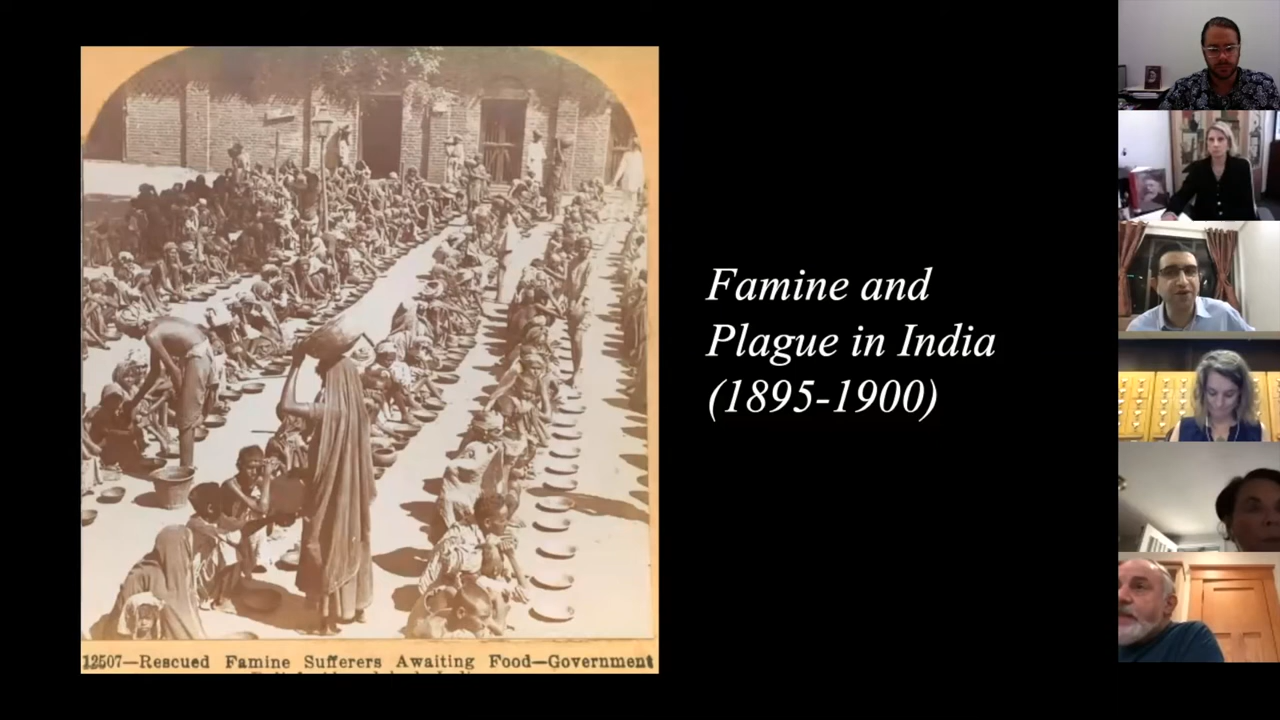 12507—Rescued Famine Sufferers Awaiting Food—Government
Famine and
Plague in India
(1895-1900)